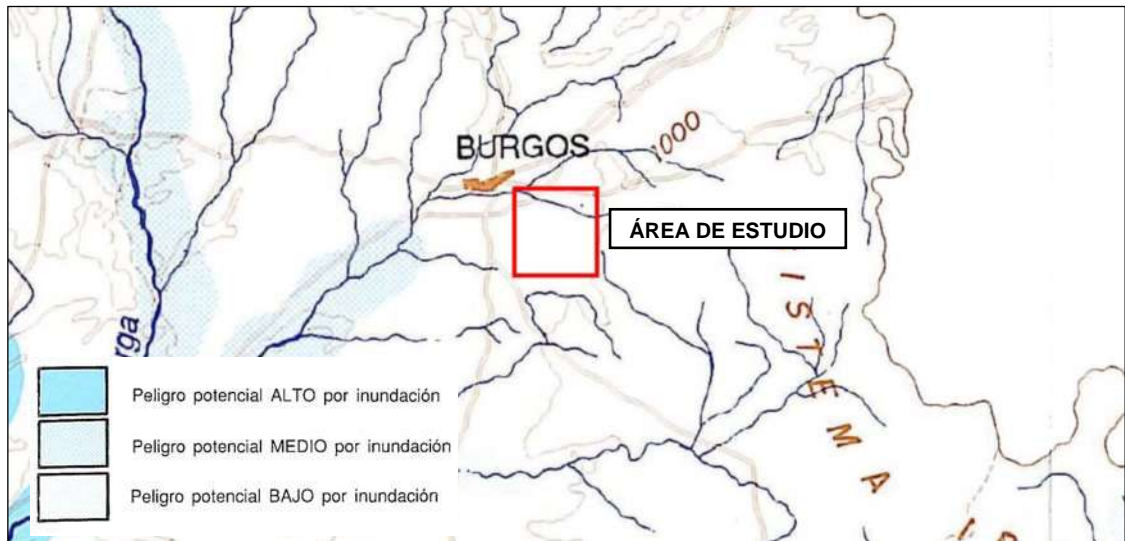 BURGOS
1000
ÁREA DE ESTUDIO
ISTEMA
rga
Peligro potencial ALTO por inundación
Peligro potencial MEDIO por inundación
Peligro potencial BAJO por inundación